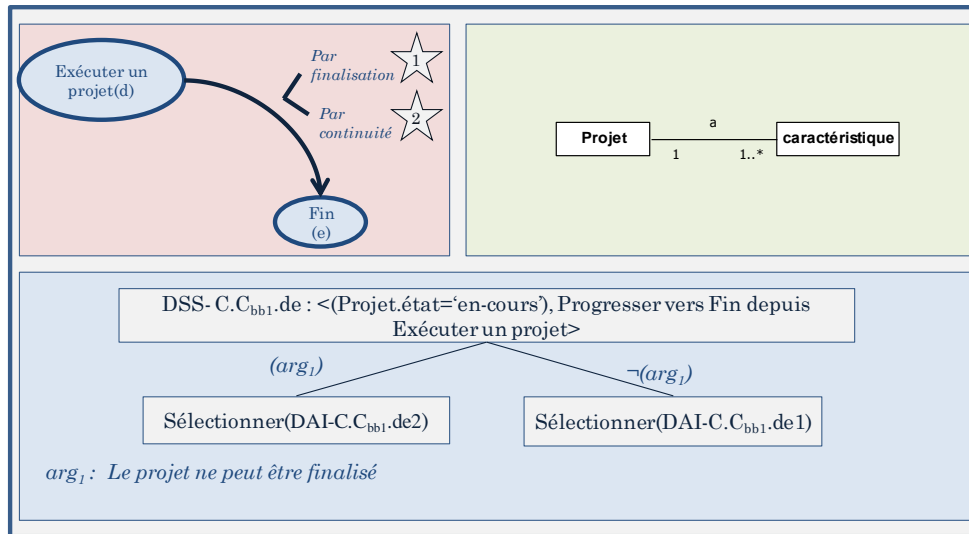 Exécuter un
projet(d)
Par
finalisation
1
Par
continuité
2
Fin
(e)
Projet
a
caractéristique
1
1..*
DSS- C.Cbb1.de : <(Projet.état=‘en-cours’), Progresser vers Fin depuis
Exécuter un projet>
(arg1)
¬(arg1)
Sélectionner(DAI-C.Cbb1.de2)
Sélectionner(DAI-C.Cbb1.de1)
arg1 : Le projet ne peut être finalisé